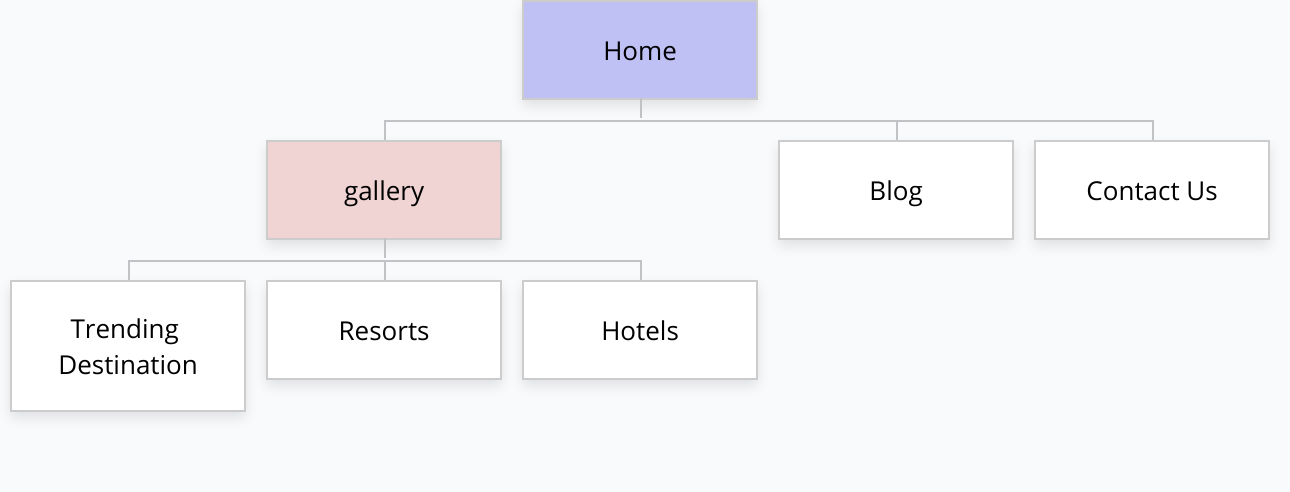 Home
gallery
Blog
Contact Us
Trending
Destination
Resorts
Hotels